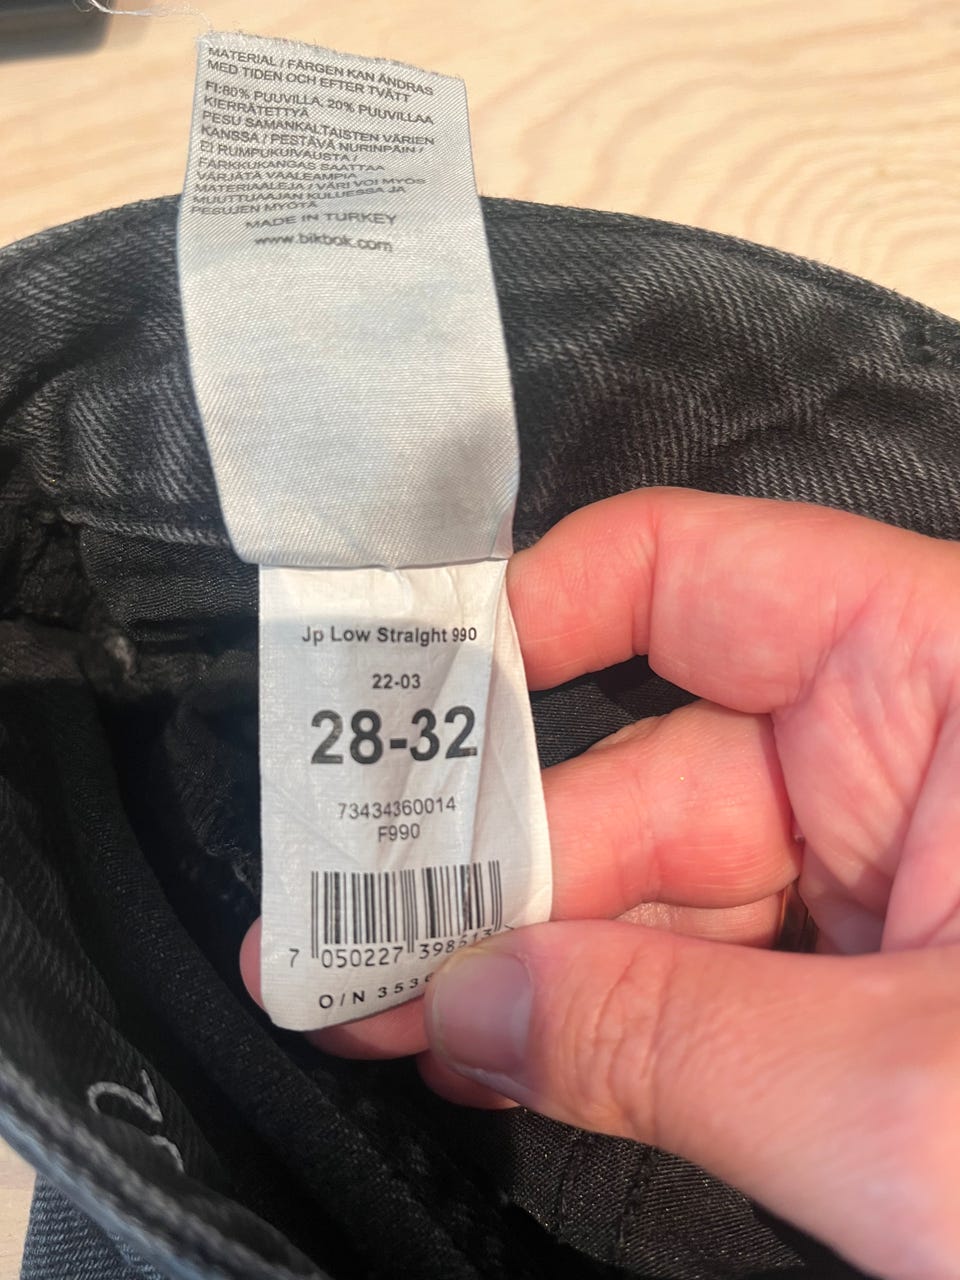 MATERIAL / FÄRGEN KAN ÄNDRAS
MED TIDEN OCH EFTER TVÄTT
FI:80% PUUVILLA, 20% PUUVILLAA
KIERRÄTETTYÄ
PESU SAMANKALTAISTEN VÄRIEN
KANSSA / PESTÄVÄ NURINPÄIN /
EI RUMPUKUIVAUSTA /
FARKKUKANGAS SAATTAA
VÄRJÄTÄ VAALEAMPIA
MATERIAALEJA / VÄRI VOI MYÖS
MUUTTUA AJAN KULUESSA JA
PESUJEN MYÖTÄ
MADE IN TURKEY
www.bikbok.com
Jp Low Straight 990
22-03
28-32
73434360014
F990
7 050227 398513
O/N 353